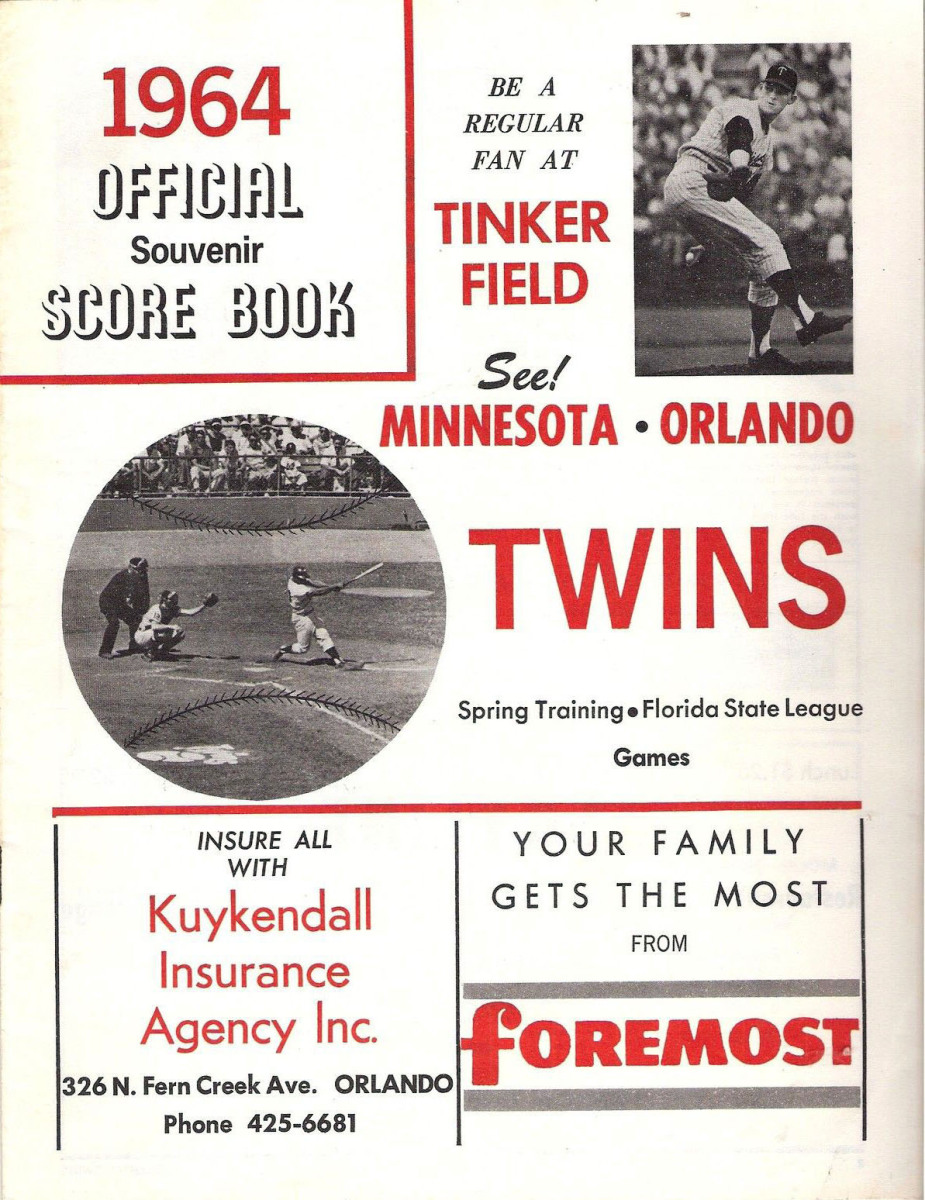 1964
OFFICIAL
Souvenir
SCORE BOOK
BE A
REGULAR
FAN AT
TINKER
FIELD
See!
MINNESOTA • ORLANDO
TWINS
Spring Training • Florida State League
Games
INSURE ALL
WITH
Kuykendall
Insurance
Agency Inc.
326 N. Fern Creek Ave. ORLANDO
Phone 425-6681
YOUR FAMILY
GETS THE MOST
FROM
FOREMOST